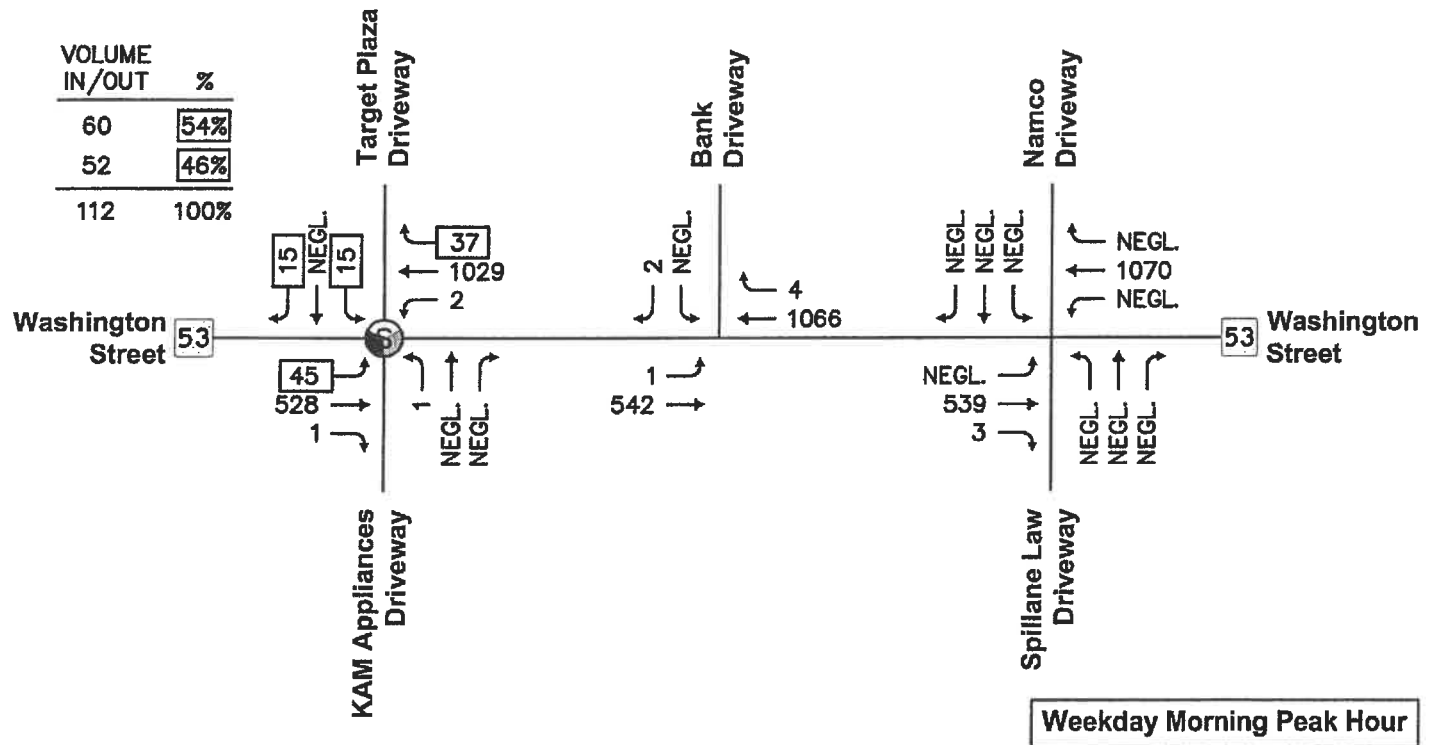 VOLUME
IN/OUT %
60 54%
52 46%
112 100%
Target Plaza
Driveway
Bank
Driveway
Namco
Driveway
15 NEGL. 15
37
1029
2
2 NEGL.
4
1066
NEGL. NEGL. NEGL.
NEGL.
1070
NEGL.
Washington
Street
53
S
53
Washington
Street
45
528
1
1 NEGL. NEGL.
1
542
NEGL.
539
3
NEGL. NEGL. NEGL.
KAM Appliances
Driveway
Spillane Law
Driveway
Weekday Morning Peak Hour